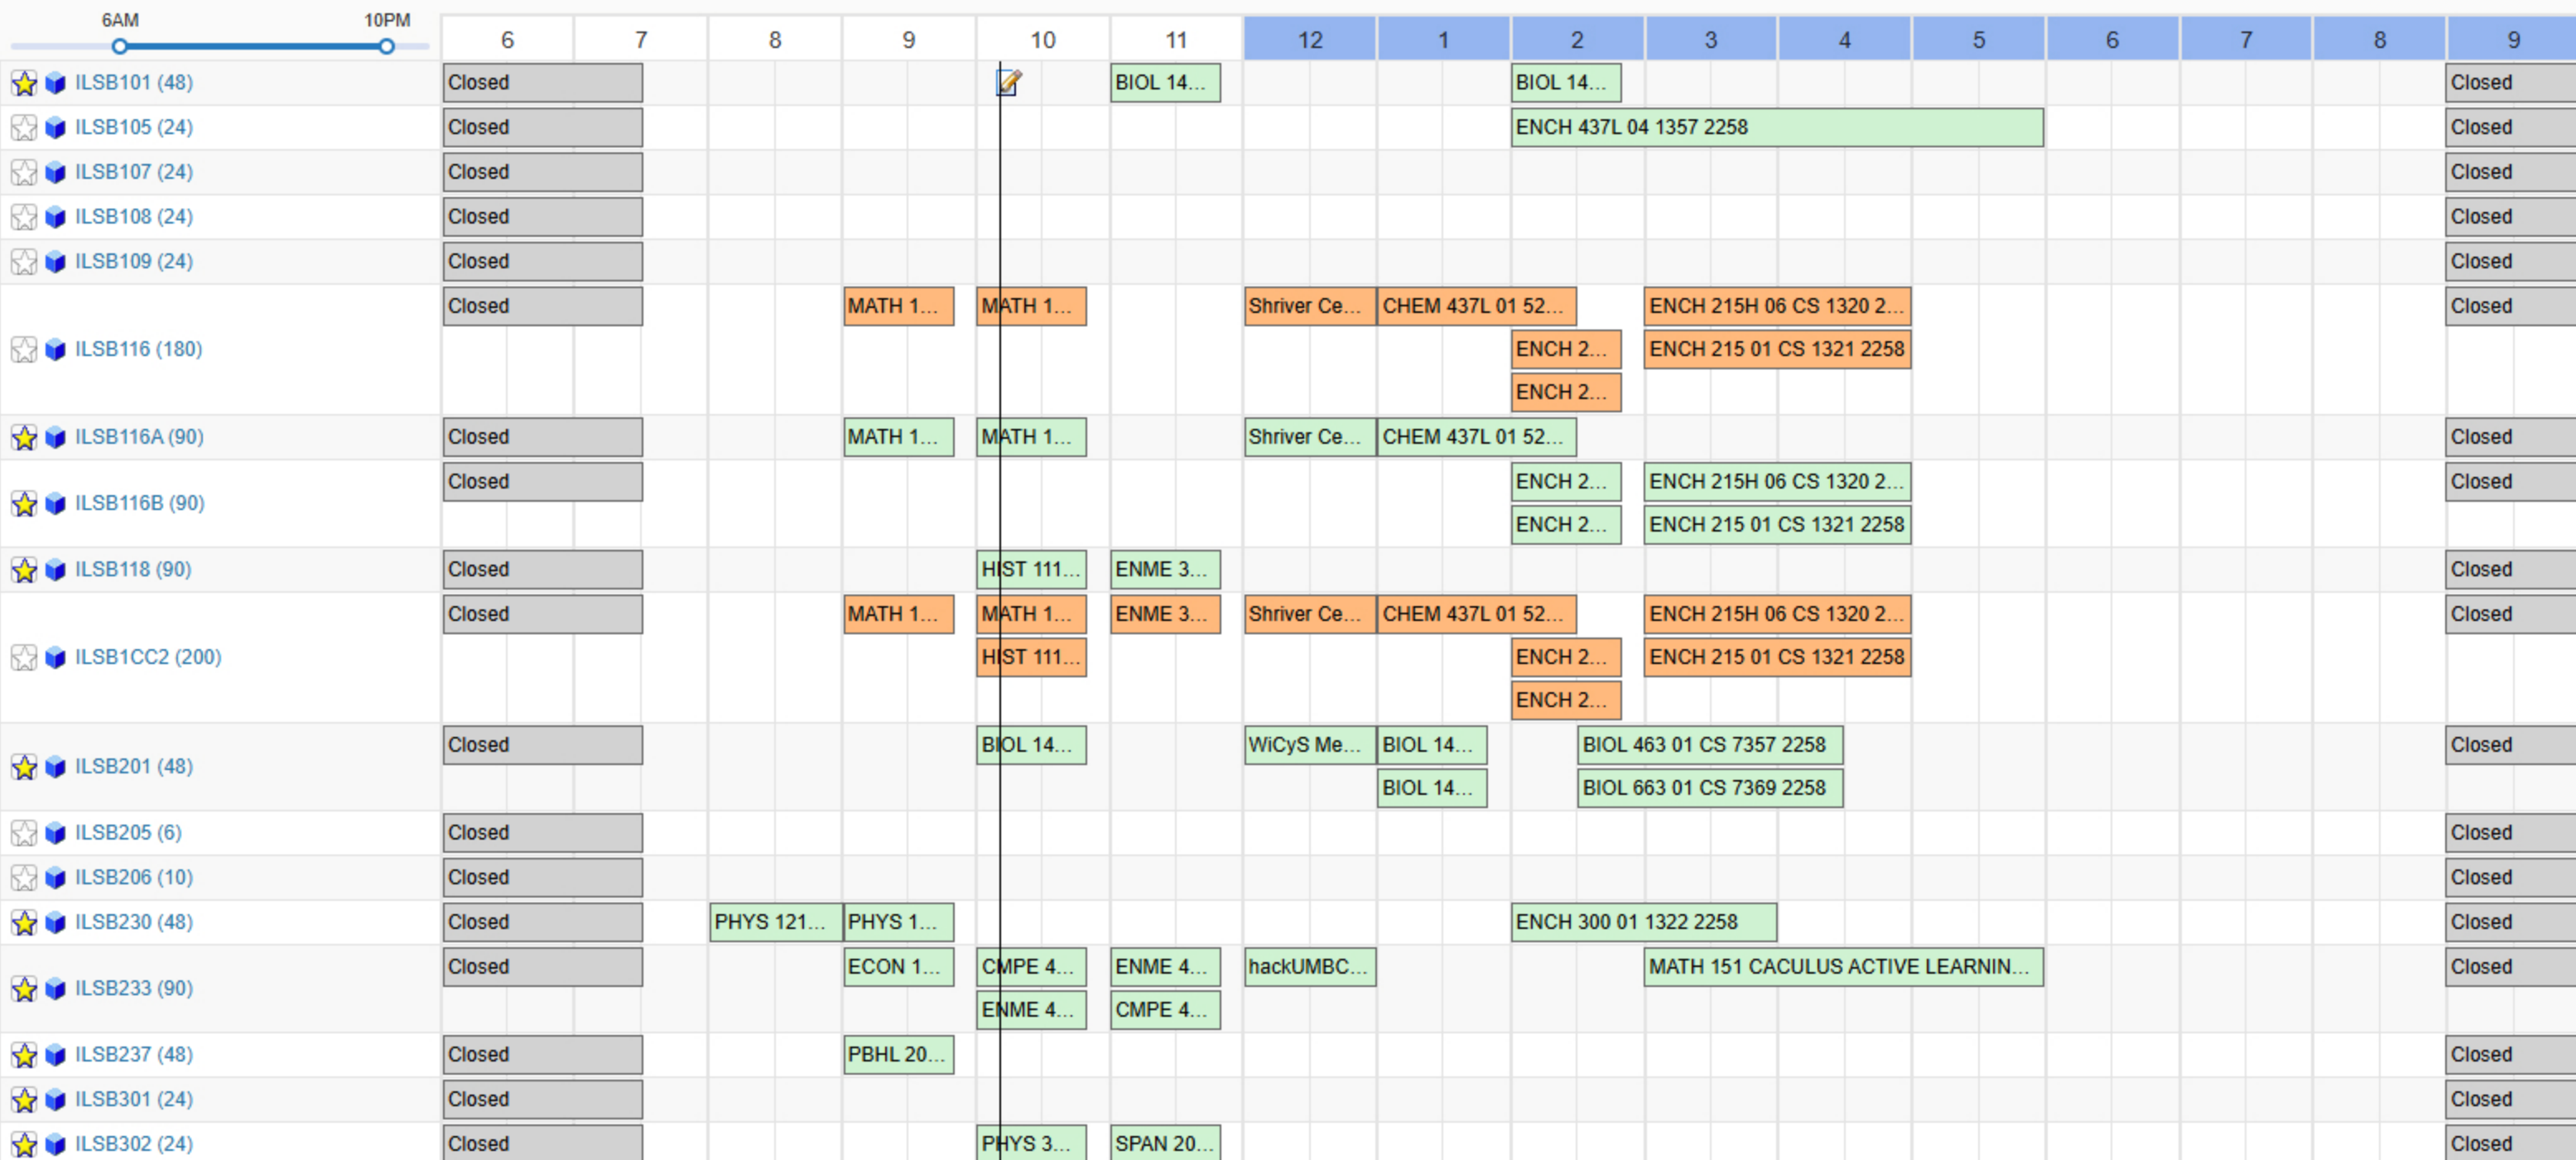 6AM 10PM 6 7 8 9 10 11 12 1 2 3 4 5 6 7 8 9
ILSB101 (48) Closed BIOL 14... BIOL 14... Closed
ILSB105 (24) Closed ENCH 437L 04 1357 2258 Closed
ILSB107 (24) Closed Closed
ILSB108 (24) Closed Closed
ILSB109 (24) Closed Closed
Closed MATH 1... MATH 1... Shriver Ce... CHEM 437L 01 52... ENCH 215H 06 CS 1320 2... Closed
ILSB116 (180) ENCH 2... ENCH 215 01 CS 1321 2258
ENCH 2...
ILSB116A (90) Closed MATH 1... MATH 1... Shriver Ce... CHEM 437L 01 52... Closed
Closed ENCH 2... ENCH 215H 06 CS 1320 2... Closed
ILSB116B (90)
ENCH 2... ENCH 215 01 CS 1321 2258
ILSB118 (90) Closed HIST 111... ENME 3... Closed
Closed MATH 1... MATH 1... ENME 3... Shriver Ce... CHEM 437L 01 52... ENCH 215H 06 CS 1320 2... Closed
ILSB1CC2 (200) HIST 111... ENCH 2... ENCH 215 01 CS 1321 2258
ENCH 2...
Closed BIOL 14... WiCyS Me... BIOL 14... BIOL 463 01 CS 7357 2258 Closed
ILSB201 (48)
BIOL 14... BIOL 663 01 CS 7369 2258
ILSB205 (6) Closed Closed
ILSB206 (10) Closed Closed
ILSB230 (48) Closed PHYS 121... PHYS 1... ENCH 300 01 1322 2258 Closed
Closed ECON 1... CMPE 4... ENME 4... hackUMBC... MATH 151 CACULUS ACTIVE LEARNIN... Closed
ILSB233 (90)
ENME 4... CMPE 4...
ILSB237 (48) Closed PBHL 20... Closed
ILSB301 (24) Closed Closed
ILSB302 (24) Closed PHYS 3... SPAN 20... Closed